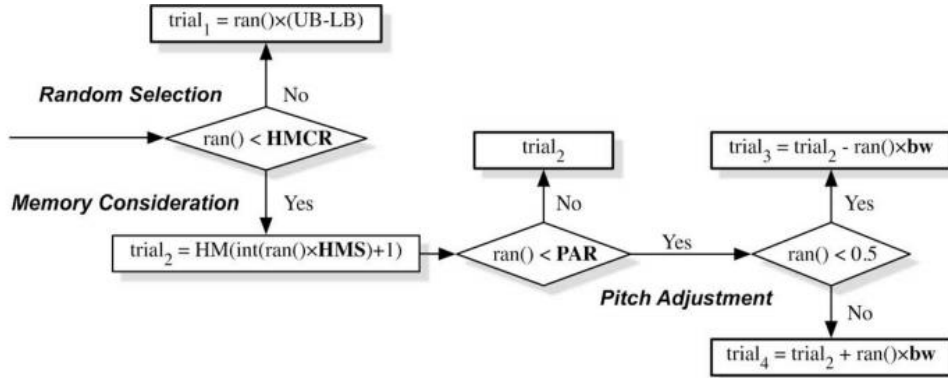 trial1 = ran()×(UB-LB)
No
Random Selection
ran() < HMCR
Memory Consideration
Yes
trial2 = HM(int(ran()×HMS)+1)
trial2
No
ran() < PAR
Yes
Pitch Adjustment
trial3 = trial2 - ran()×bw
Yes
ran() < 0.5
No
trial4 = trial2 + ran()×bw